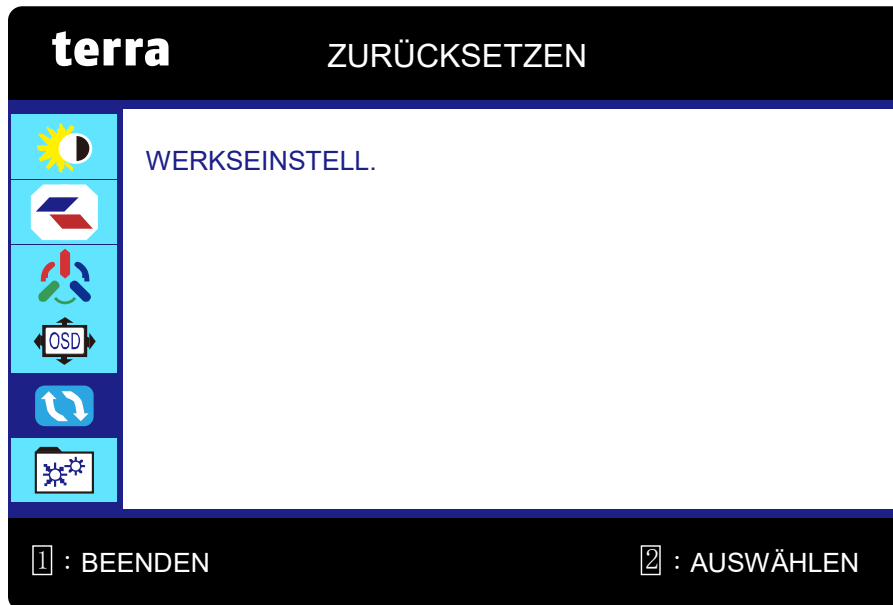 terra ZURÜCKSETZEN
WERKSEINSTELL.
OSD
1 : BEENDEN 2 : AUSWÄHLEN